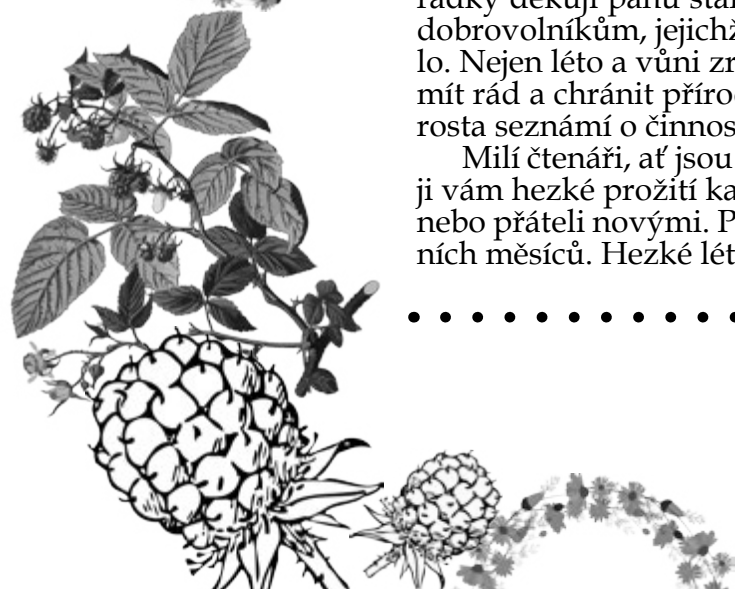 řádky děkuji panu star
dobrovolníkům, jejichž
lo. Nejen léto a vůni zr
mít rád a chránit příro
rosta seznámí o činnos
Milí čtenáři, ať jsou
ji vám hezké prožití ka
nebo přáteli novými. P
ních měsíců. Hezké lét